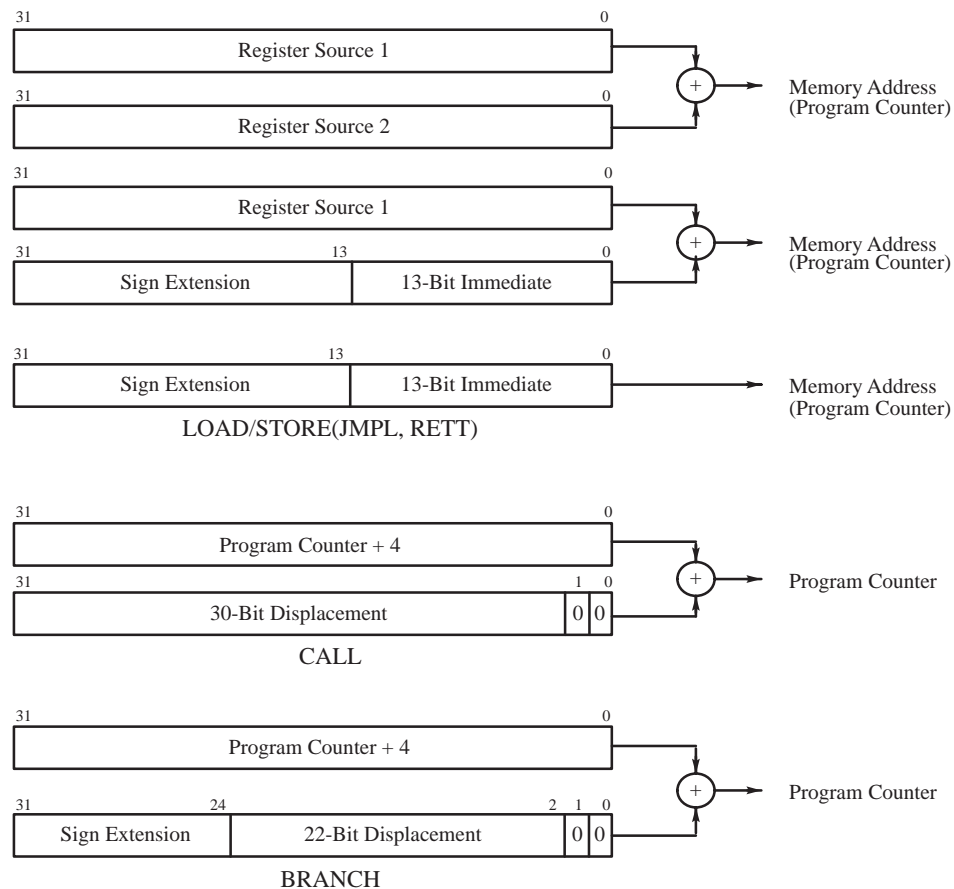 31 0
Register Source 1
31 0
Register Source 2
+
Memory Address
(Program Counter)
31 0
Register Source 1
31 13 0
Sign Extension 13-Bit Immediate
+
Memory Address
(Program Counter)
31 13 0
Sign Extension 13-Bit Immediate
Memory Address
(Program Counter)
LOAD/STORE(JMPL, RETT)
31 0
Program Counter + 4
31 1 0
30-Bit Displacement 0 0
+
Program Counter
CALL
31 0
Program Counter + 4
31 24 2 1 0
Sign Extension 22-Bit Displacement 0 0
+
Program Counter
BRANCH